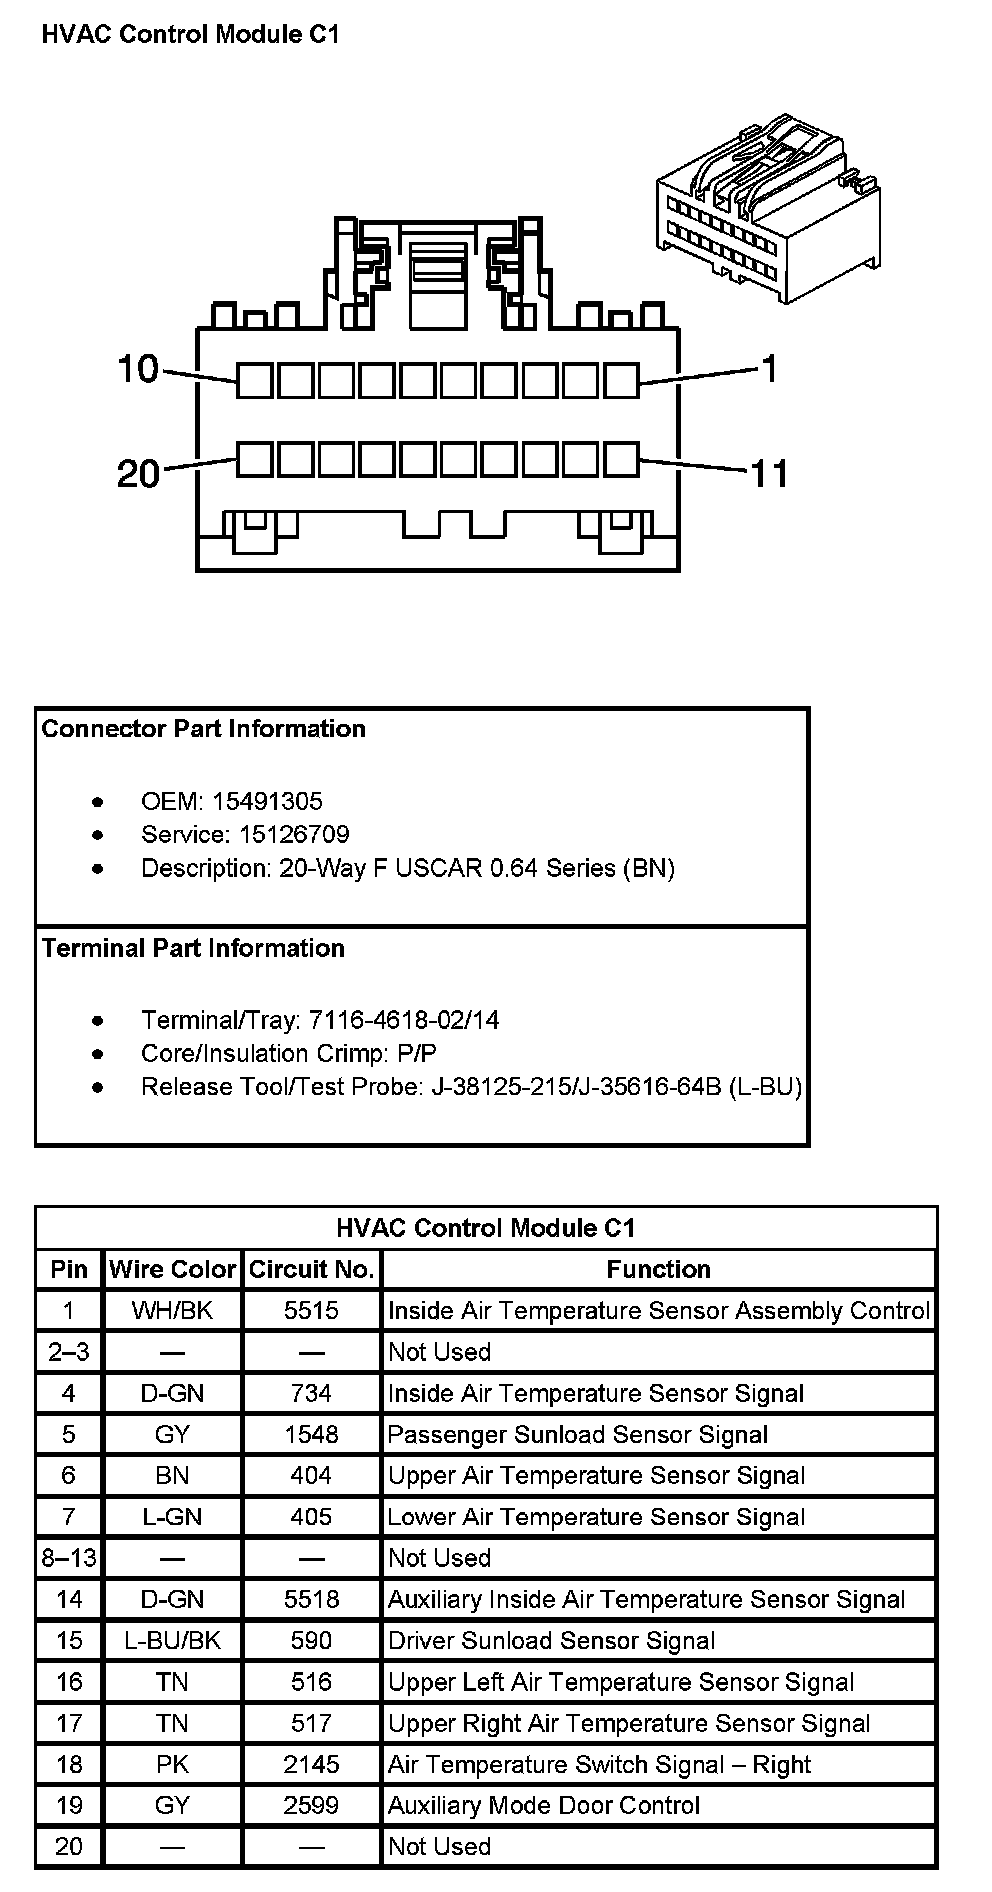 HVAC Control Module C1
10
1
20
11
Connector Part Information
● OEM: 15491305
● Service: 15126709
● Description: 20-Way F USCAR 0.64 Series (BN)
Terminal Part Information
● Terminal/Tray: 7116-4618-02/14
● Core/Insulation Crimp: P/P
● Release Tool/Test Probe: J-38125-215/J-35616-64B (L-BU)
HVAC Control Module C1
Pin Wire Color Circuit No. Function
1 WH/BK 5515 Inside Air Temperature Sensor Assembly Control
2–3 — — Not Used
4 D-GN 734 Inside Air Temperature Sensor Signal
5 GY 1548 Passenger Sunload Sensor Signal
6 BN 404 Upper Air Temperature Sensor Signal
7 L-GN 405 Lower Air Temperature Sensor Signal
8–13 — — Not Used
14 D-GN 5518 Auxiliary Inside Air Temperature Sensor Signal
15 L-BU/BK 590 Driver Sunload Sensor Signal
16 TN 516 Upper Left Air Temperature Sensor Signal
17 TN 517 Upper Right Air Temperature Sensor Signal
18 PK 2145 Air Temperature Switch Signal – Right
19 GY 2599 Auxiliary Mode Door Control
20 — — Not Used